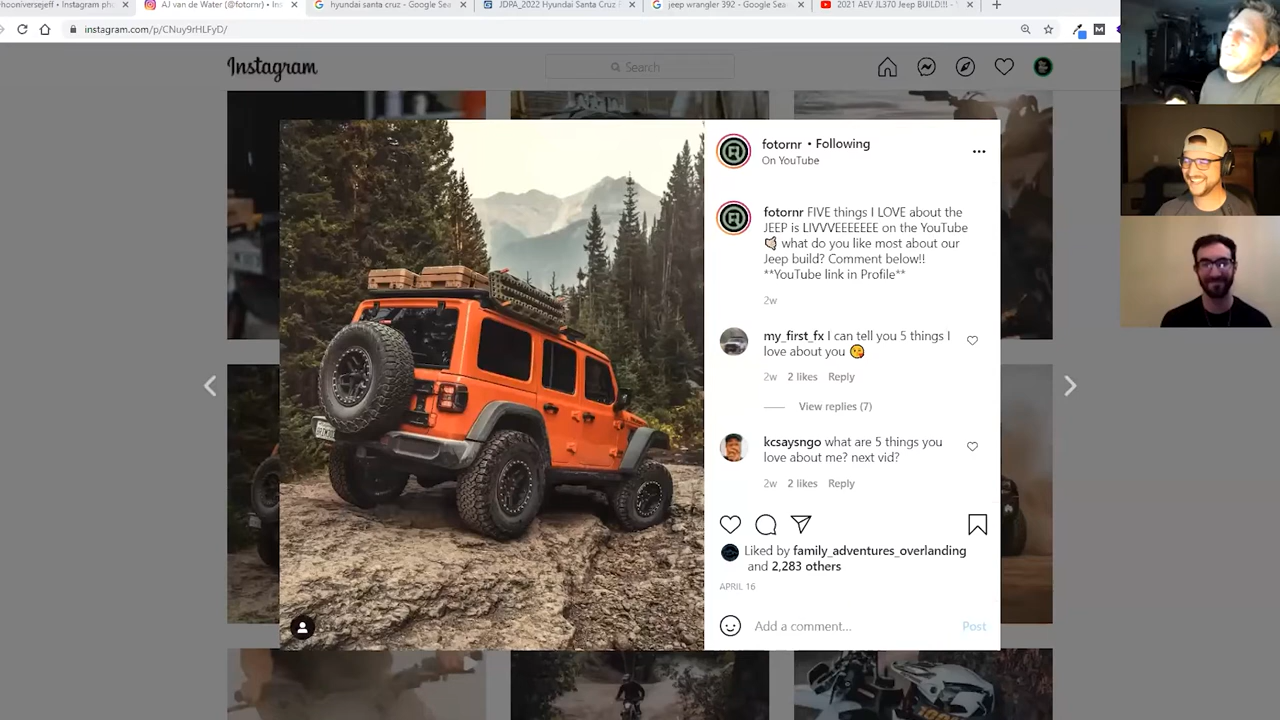 hooniversejeff • Instagram ph
AJ van de Water (@fotornr) • Ins
hyundai santa cruz - Google Sea
JDPA_2022 Hyundai Santa Cruz
jeep wrangler 392 - Google Sea
2021 AEV JL370 Jeep BUILD!!! - Yo
instagram.com/p/CNuy9rHLFyD/
Instagram
Search
fotornr • Following
On YouTube
fotornr FIVE things I LOVE about the
JEEP is LIVVVEEEEEEE on the YouTube
what do you like most about our
Jeep build? Comment below!!
**YouTube link in Profile**
2w
my_first_fx I can tell you 5 things I
love about you
2w 2 likes Reply
View replies (7)
kcsaysngo what are 5 things you
love about me? next vid?
2w 2 likes Reply
Liked by family_adventures_overlanding
and 2,283 others
APRIL 16
Add a comment... Post